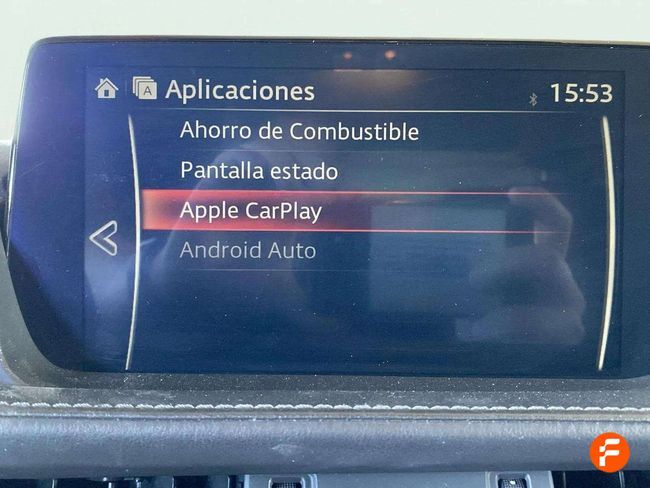 Aplicaciones
15:53
Ahorro de Combustible
Pantalla estado
Apple CarPlay
Android Auto